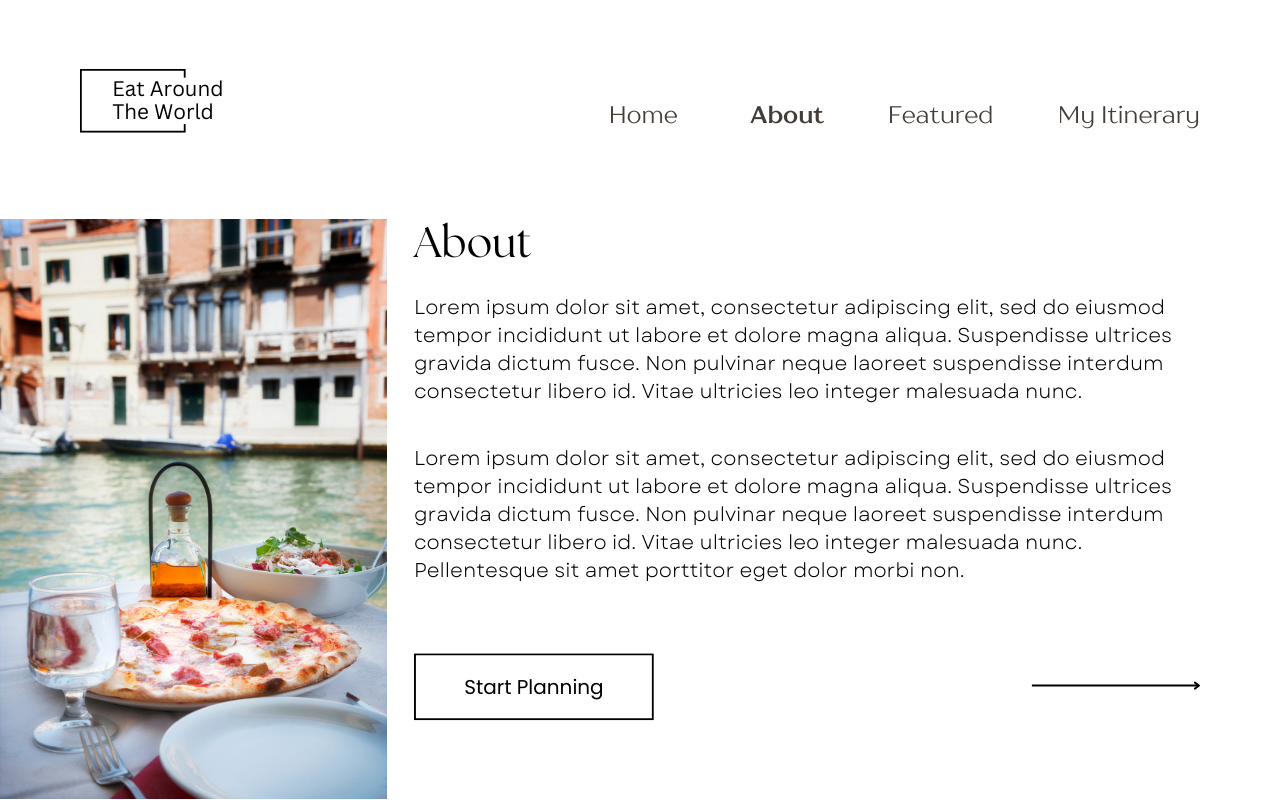 Eat Around
The World
Home About Featured My Itinerary
About
Lorem ipsum dolor sit amet, consectetur adipiscing elit, sed do eiusmod
tempor incididunt ut labore et dolore magna aliqua. Suspendisse ultrices
gravida dictum fusce. Non pulvinar neque laoreet suspendisse interdum
consectetur libero id. Vitae ultricies leo integer malesuada nunc.
Lorem ipsum dolor sit amet, consectetur adipiscing elit, sed do eiusmod
tempor incididunt ut labore et dolore magna aliqua. Suspendisse ultrices
gravida dictum fusce. Non pulvinar neque laoreet suspendisse interdum
consectetur libero id. Vitae ultricies leo integer malesuada nunc.
Pellentesque sit amet porttitor eget dolor morbi non.
Start Planning